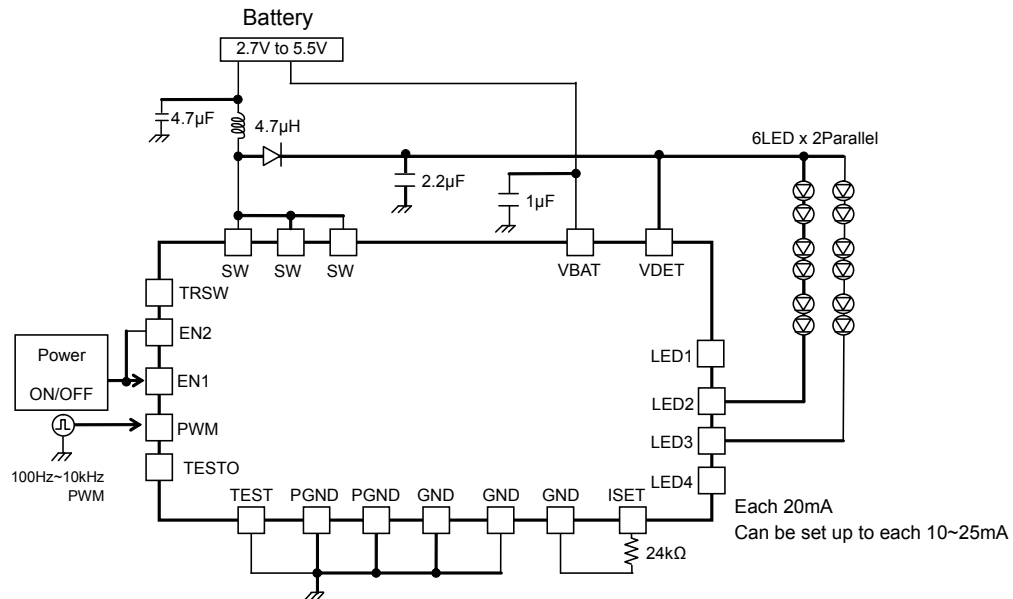 Battery
2.7V to 5.5V
4.7μF
4.7μH
6LED x 2Parallel
2.2μF
1μF
SW
SW
SW
VBAT
VDET
TRSW
EN2
Power
ON/OFF
EN1
PWM
100Hz~10kHz
PWM
TESTO
LED1
LED2
LED3
LED4
TEST
PGND
PGND
GND
GND
GND
ISET
Each 20mA
Can be set up to each 10~25mA
24kΩ